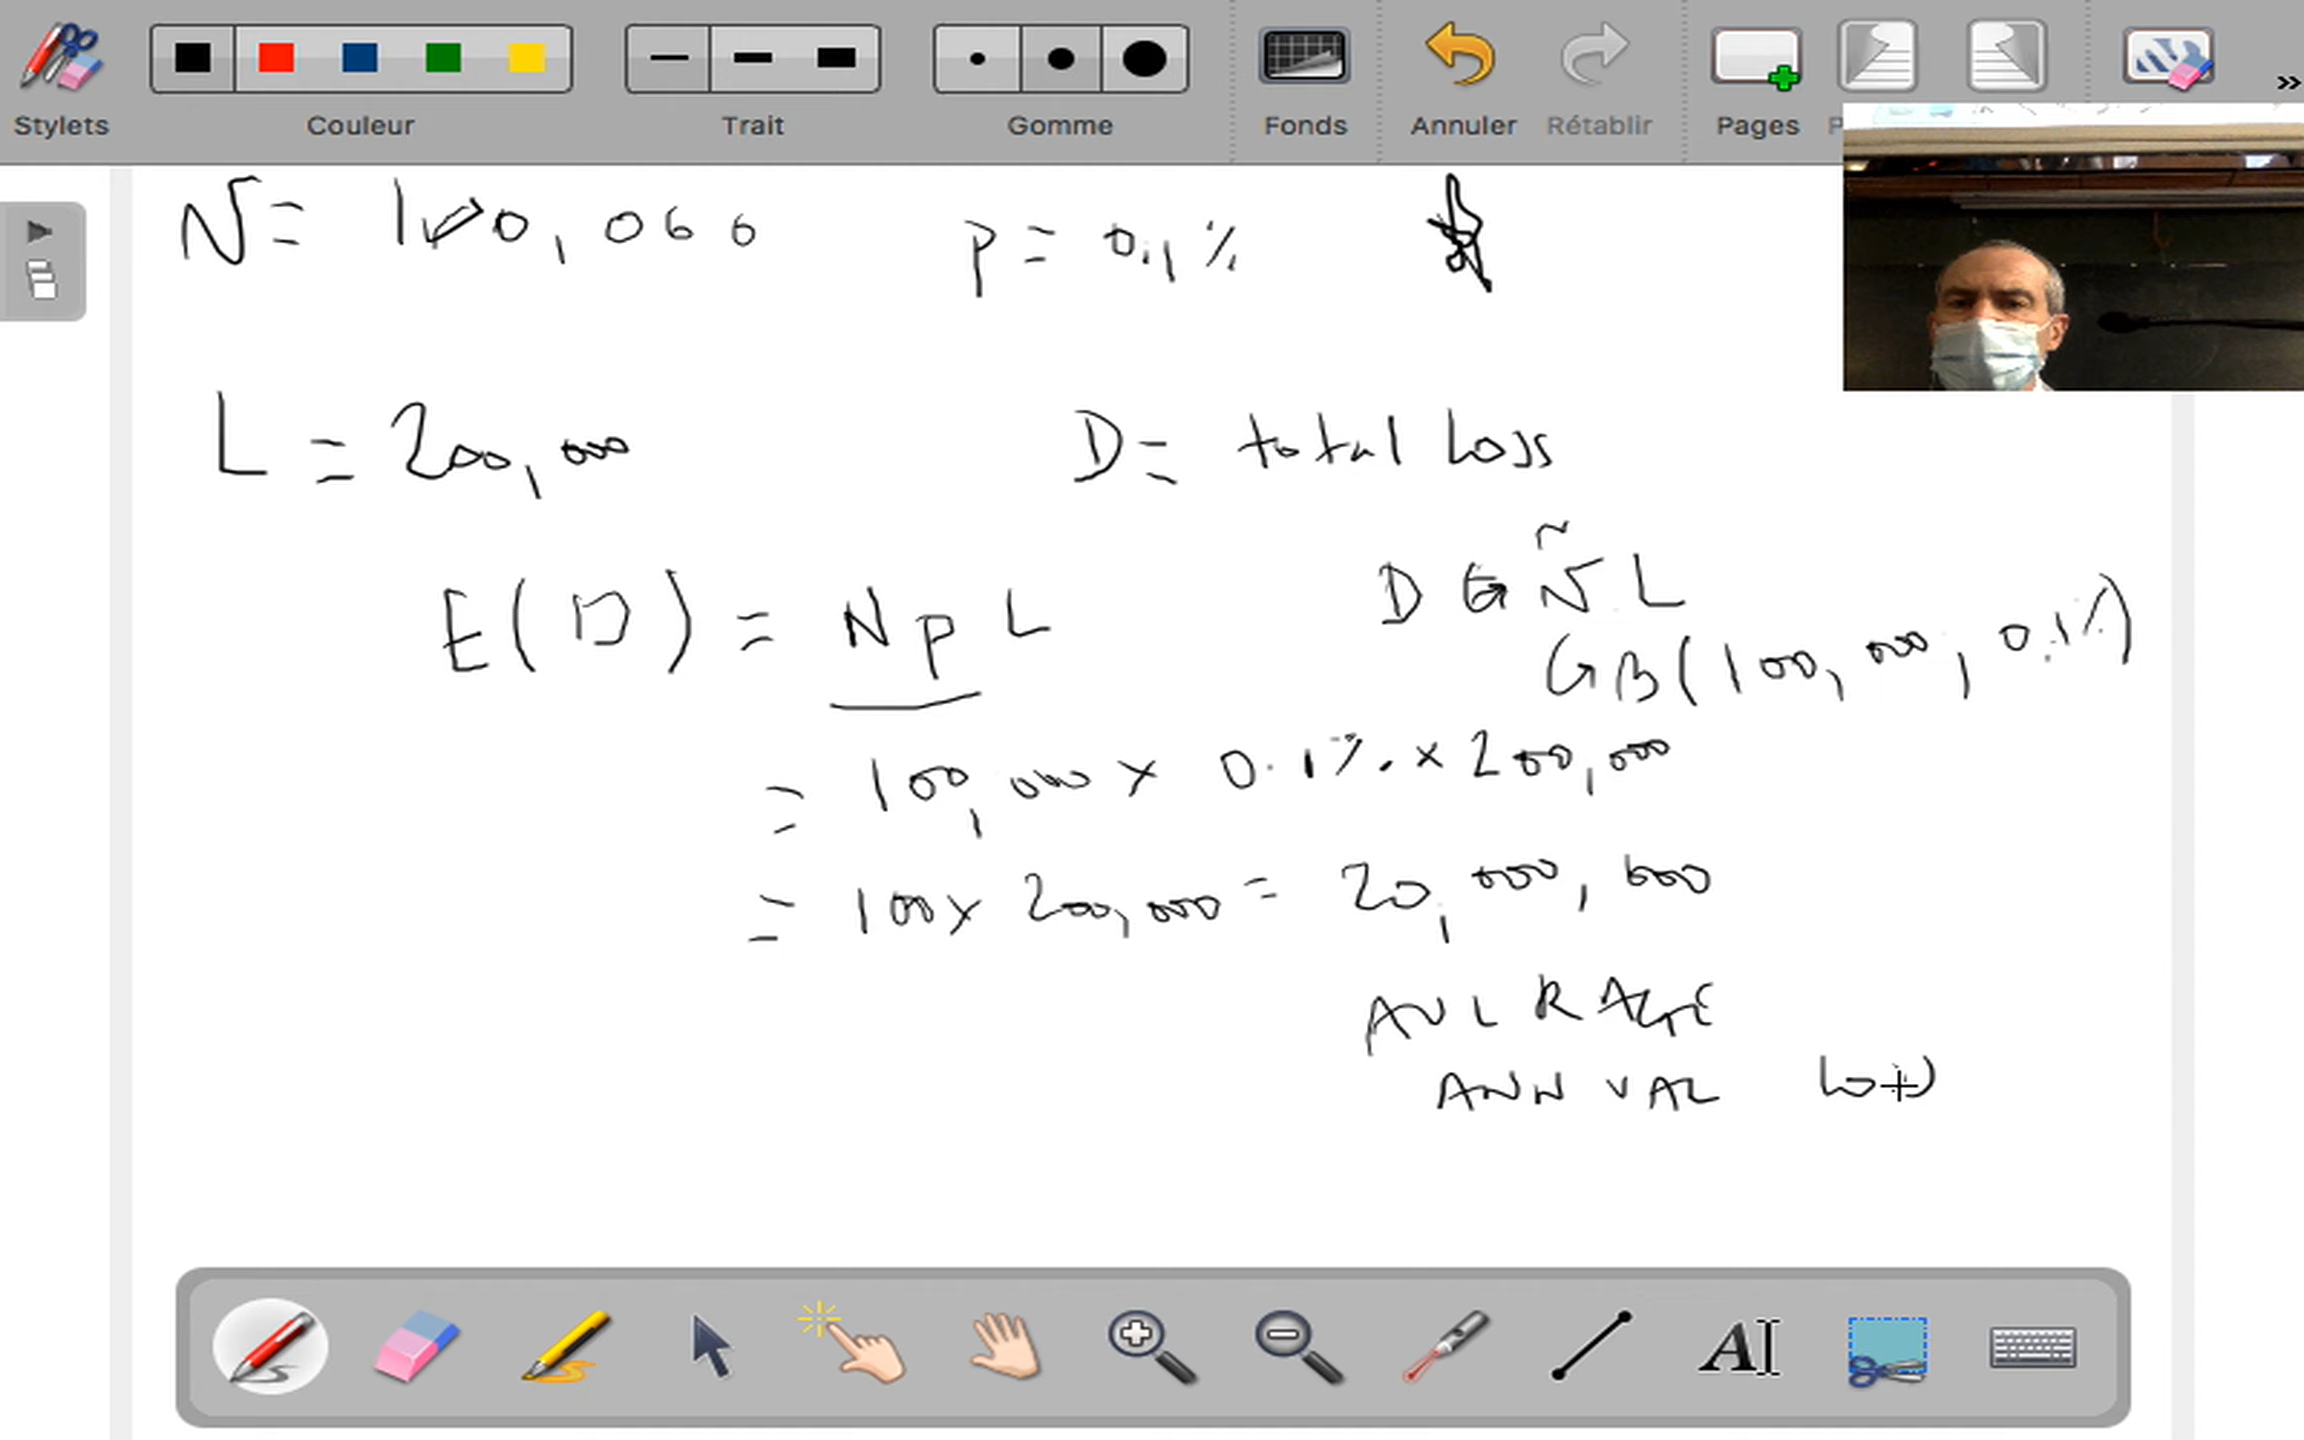 Stylets Couleur Trait Gomme Fonds Annuler Rétablir Pages P
N = 100,000 p = 0.1%
L = 200,000 D = total loss
D = Ñ L
E(D) = N p L
B(100,000, 0.1%)
= 100,000 x 0.1% x 200,000
= 100 x 200,000 = 20,000,000
AVERAGE
ANNUAL loss
AI